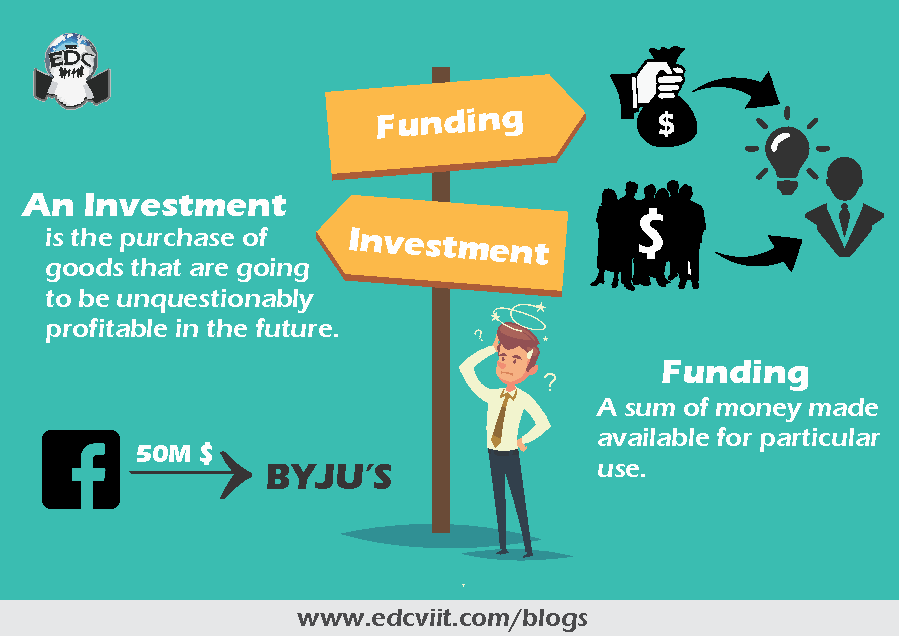 EDC
Funding
$
An Investment
is the purchase of
goods that are going
to be unquestionably
profitable in the future.
Investment
$
?
?
Funding
A sum of money made
available for particular
use.
f
50M $
BYJU'S
www.edcviit.com/blogs